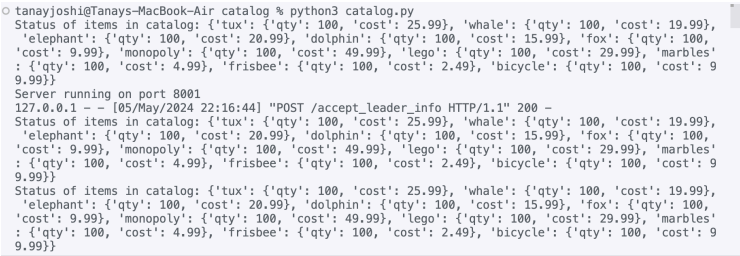 tanayjoshi@Tanays-MacBook-Air catalog % python3 catalog.py
Status of items in catalog: {'tux': {'qty': 100, 'cost': 25.99}, 'whale': {'qty': 100, 'cost': 19.99},
 'elephant': {'qty': 100, 'cost': 20.99}, 'dolphin': {'qty': 100, 'cost': 15.99}, 'fox': {'qty': 100,
'cost': 9.99}, 'monopoly': {'qty': 100, 'cost': 49.99}, 'lego': {'qty': 100, 'cost': 29.99}, 'marbles'
: {'qty': 100, 'cost': 4.99}, 'frisbee': {'qty': 100, 'cost': 2.49}, 'bicycle': {'qty': 100, 'cost': 9
9.99}}
Server running on port 8001
127.0.0.1 - - [05/May/2024 22:16:44] "POST /accept_leader_info HTTP/1.1" 200 -
Status of items in catalog: {'tux': {'qty': 100, 'cost': 25.99}, 'whale': {'qty': 100, 'cost': 19.99},
 'elephant': {'qty': 100, 'cost': 20.99}, 'dolphin': {'qty': 100, 'cost': 15.99}, 'fox': {'qty': 100,
'cost': 9.99}, 'monopoly': {'qty': 100, 'cost': 49.99}, 'lego': {'qty': 100, 'cost': 29.99}, 'marbles'
: {'qty': 100, 'cost': 4.99}, 'frisbee': {'qty': 100, 'cost': 2.49}, 'bicycle': {'qty': 100, 'cost': 9
9.99}}
Status of items in catalog: {'tux': {'qty': 100, 'cost': 25.99}, 'whale': {'qty': 100, 'cost': 19.99},
 'elephant': {'qty': 100, 'cost': 20.99}, 'dolphin': {'qty': 100, 'cost': 15.99}, 'fox': {'qty': 100,
'cost': 9.99}, 'monopoly': {'qty': 100, 'cost': 49.99}, 'lego': {'qty': 100, 'cost': 29.99}, 'marbles'
: {'qty': 100, 'cost': 4.99}, 'frisbee': {'qty': 100, 'cost': 2.49}, 'bicycle': {'qty': 100, 'cost': 9
9.99}}